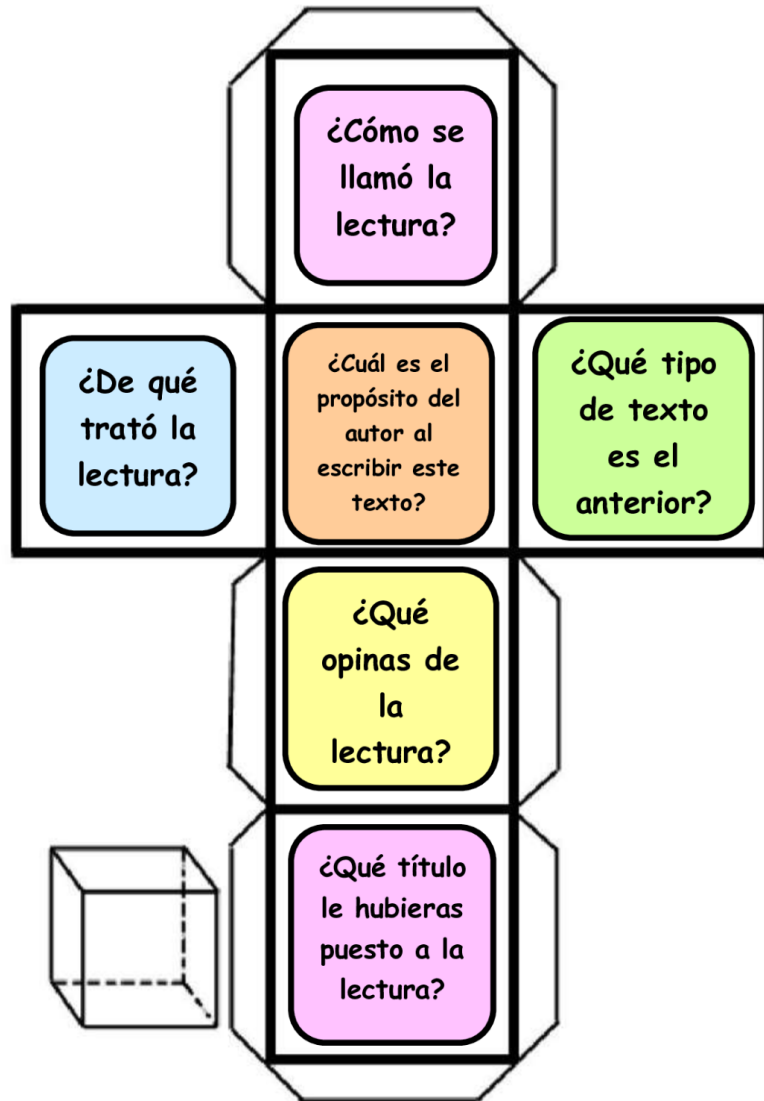 ¿Cómo se
llamó la
lectura?
¿De qué
trató la
lectura?
¿Cuál es el
propósito del
autor al
escribir este
texto?
¿Qué tipo
de texto
es el
anterior?
¿Qué
opinas de
la
lectura?
¿Qué título
le hubieras
puesto a la
lectura?